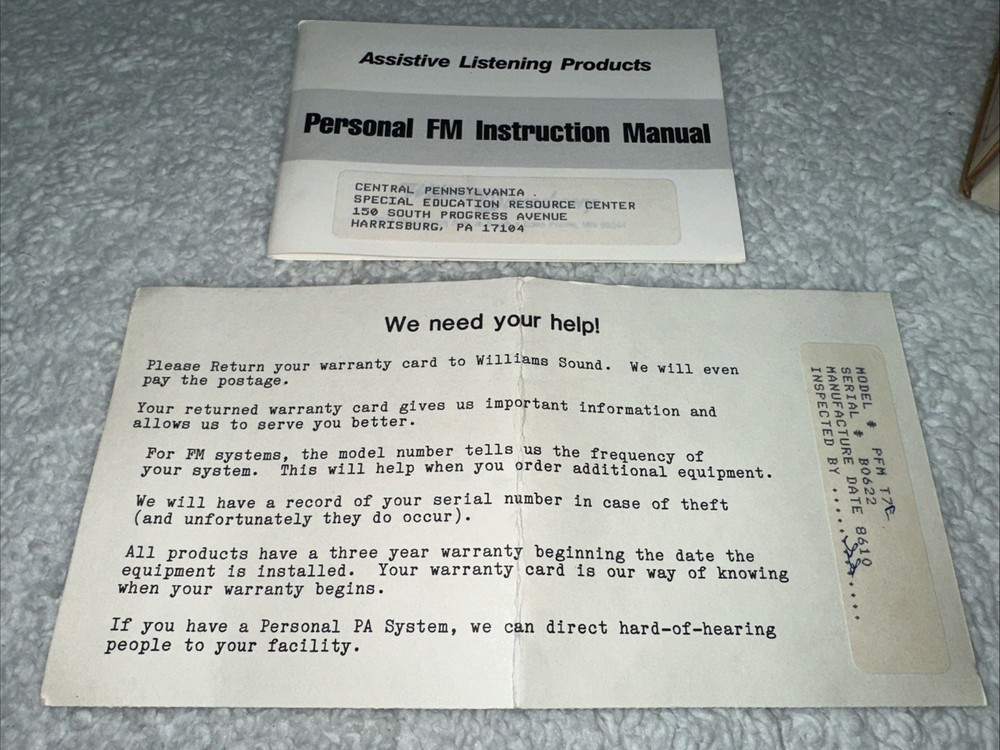 Assistive Listening Products
Personal FM Instruction Manual
CENTRAL PENNSYLVANIA
SPECIAL EDUCATION RESOURCE CENTER
150 SOUTH PROGRESS AVENUE
HARRISBURG, PA 17104
We need your help!
Please Return your warranty card to Williams Sound. We will even
pay the postage.
Your returned warranty card gives us important information and
allows us to serve you better.
For FM systems, the model number tells us the frequency of
your system. This will help when you order additional equipment.
We will have a record of your serial number in case of theft
(and unfortunately they do occur).
All products have a three year warranty beginning the date the
equipment is installed. Your warranty card is our way of knowing
when your warranty begins.
If you have a Personal PA System, we can direct hard-of-hearing
people to your facility.
MODEL # PFM T7
SERIAL # B0622
MANUFACTURE DATE 8610
INSPECTED BY ...........